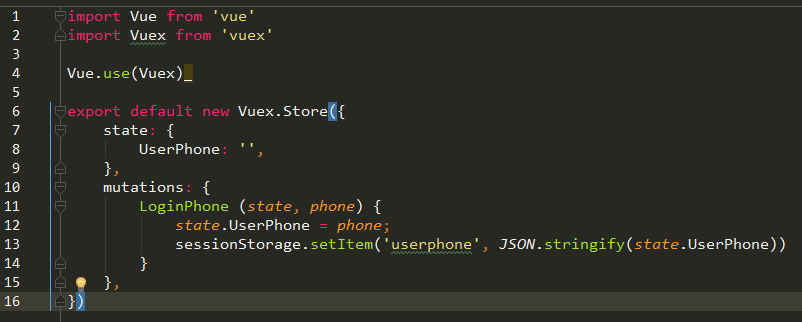 1 import Vue from 'vue'
2 import Vuex from 'vuex'
3
4 Vue.use(Vuex)
5
6 export default new Vuex.Store({
7 state: {
8 UserPhone: '',
9 },
10 mutations: {
11 LoginPhone (state, phone) {
12 state.UserPhone = phone;
13 sessionStorage.setItem('userphone', JSON.stringify(state.UserPhone))
14 }
15 },
16 })